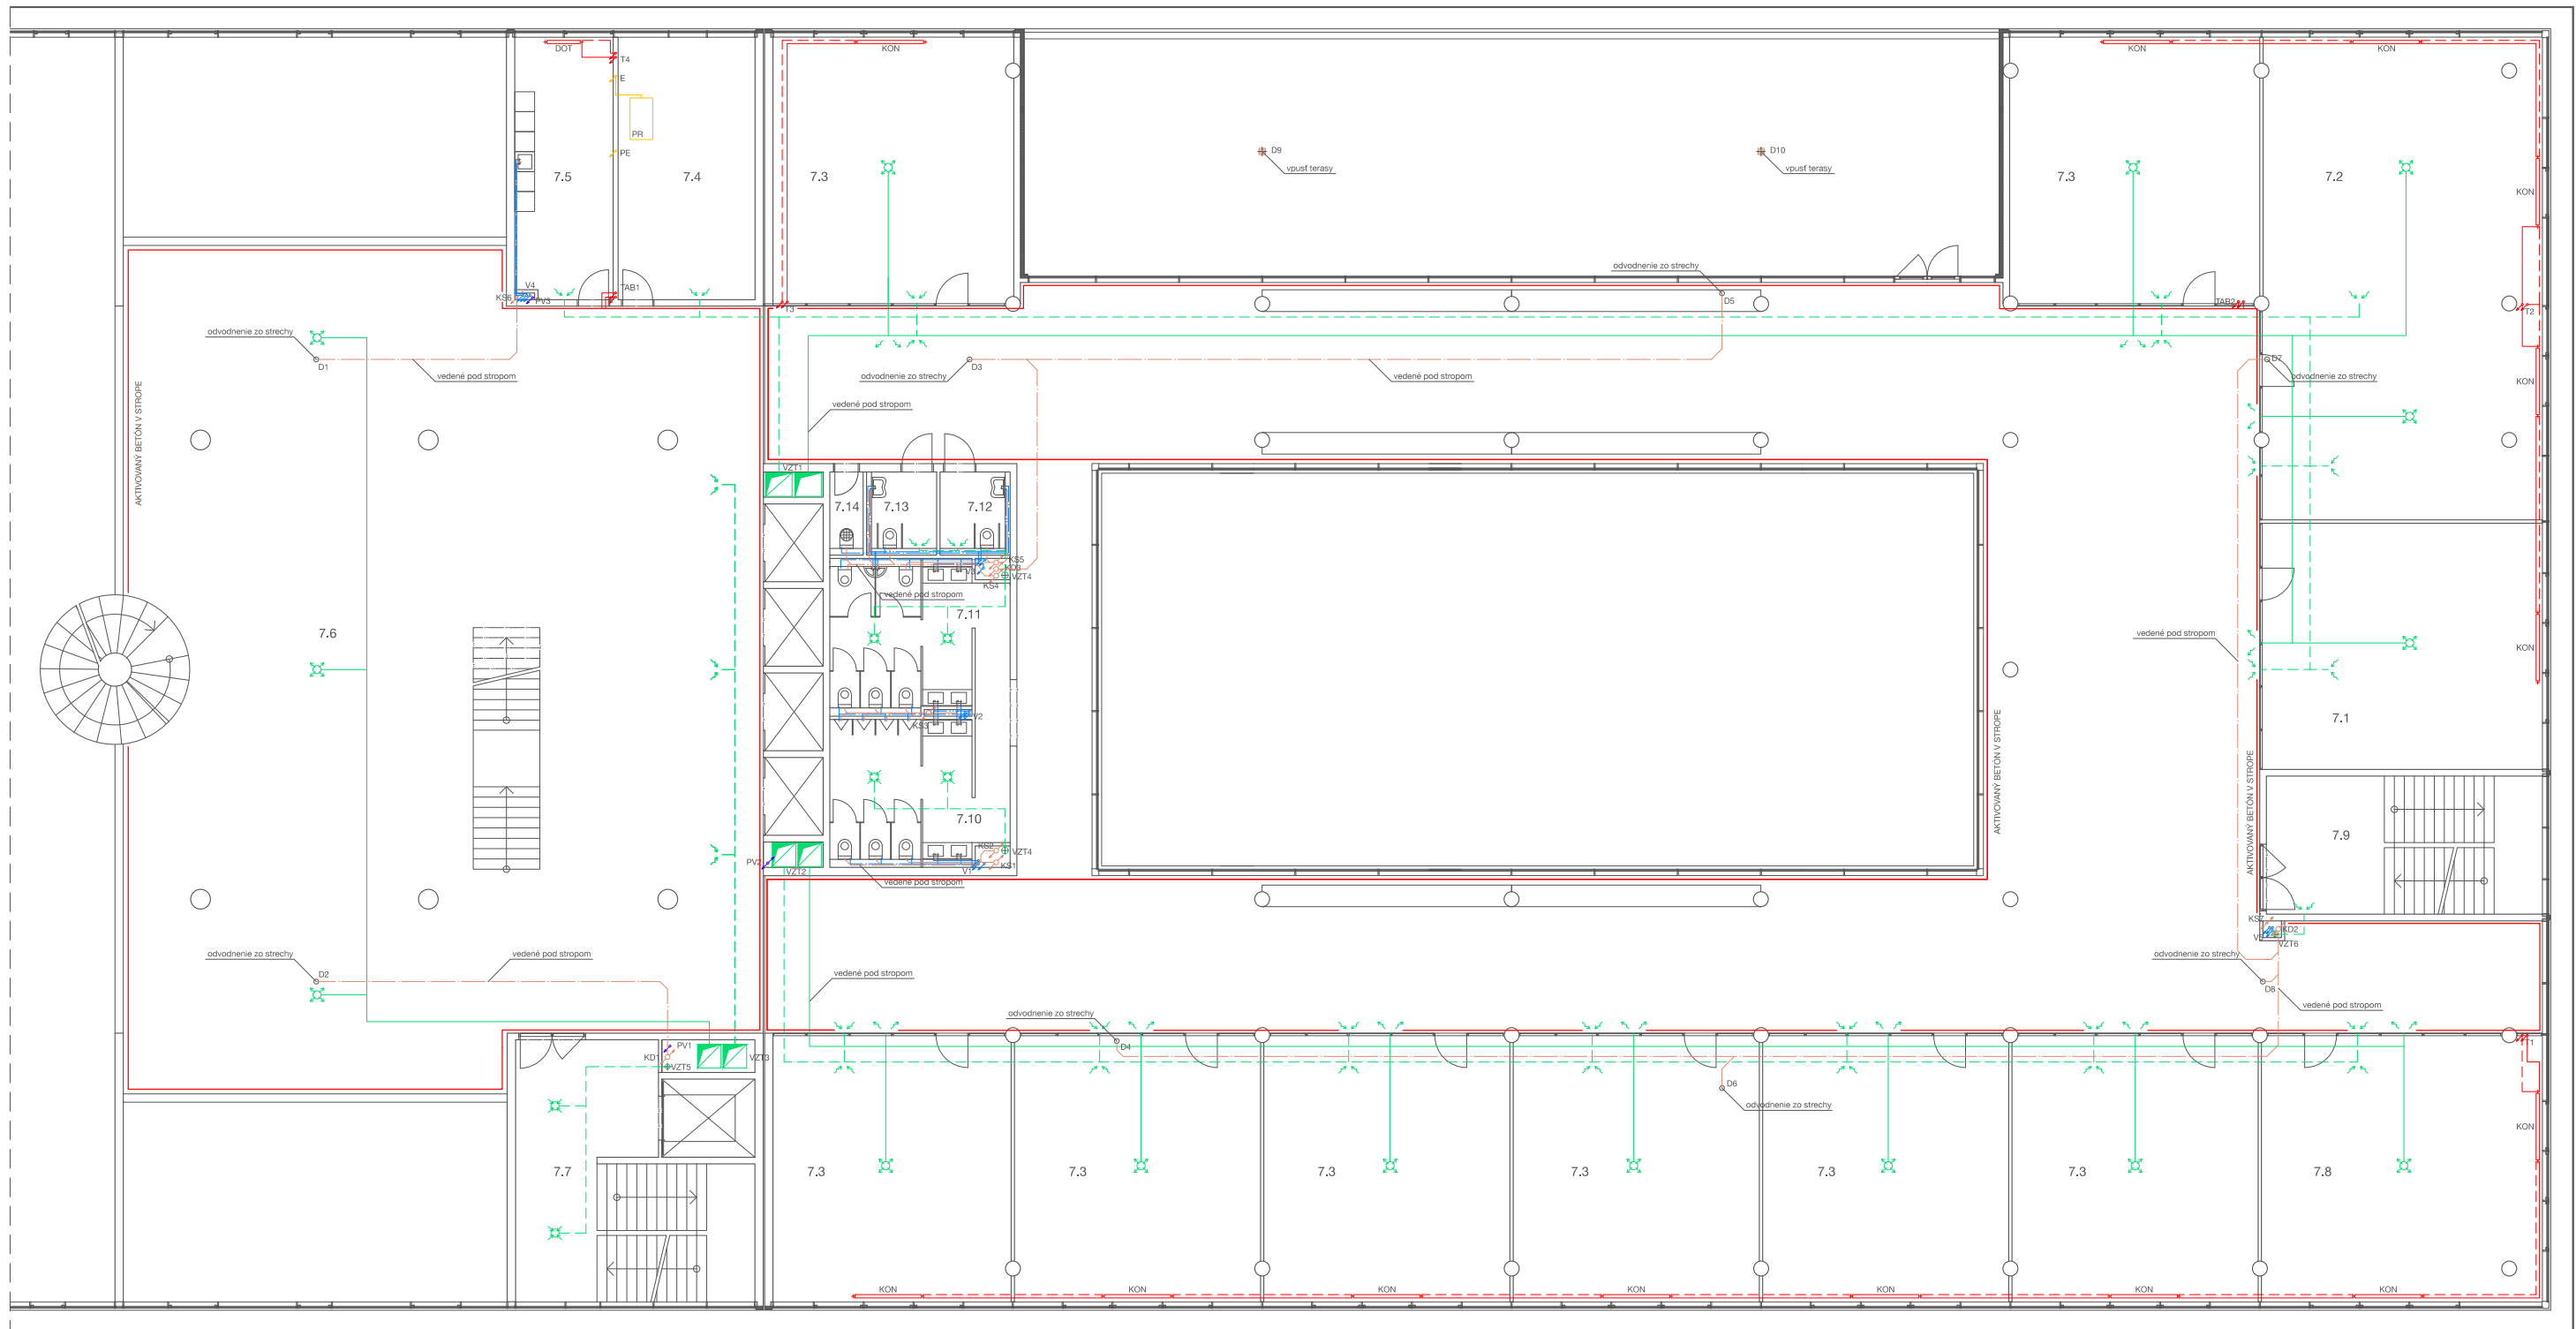 DOT
T4
KON
KON
KON
E
PR
PE
D9
vpusť terasy
D10
vpusť terasy
7.5
7.4
7.3
7.3
7.2
KON
odvodnenie zo strechy
D5
V4
KS6
PV3
TAB1
T3
TAB2
T2
odvodnenie zo strechy
D1
vedené pod stropom
odvodnenie zo strechy
D3
vedené pod stropom
D7
odvodnenie zo strechy
KON
AKTIVOVANÝ BETÓN V STROPE
vedené pod stropom
VZT1
7.14
7.13
7.12
KS5
KD3
V3
VZT4
KS4
vedené pod stropom
7.11
7.6
vedené pod stropom
KON
KS3
V2
7.1
AKTIVOVANÝ BETÓN V STROPE
AKTIVOVANÝ BETÓN V STROPE
7.10
7.9
KS2
VZT4
PV2
VZT2
V1
KS1
vedené pod stropom
KS7
KD2
VZT6
odvodnenie zo strechy
D2
vedené pod stropom
vedené pod stropom
odvodnenie zo strechy
D8
vedené pod stropom
odvodnenie zo strechy
D4
T1
PV1
KD1
VZT3
VZT5
D6
odvodnenie zo strechy
KON
7.7
7.3
7.3
7.3
7.3
7.3
7.3
7.8
KON
KON
KON
KON
KON
KON
KON